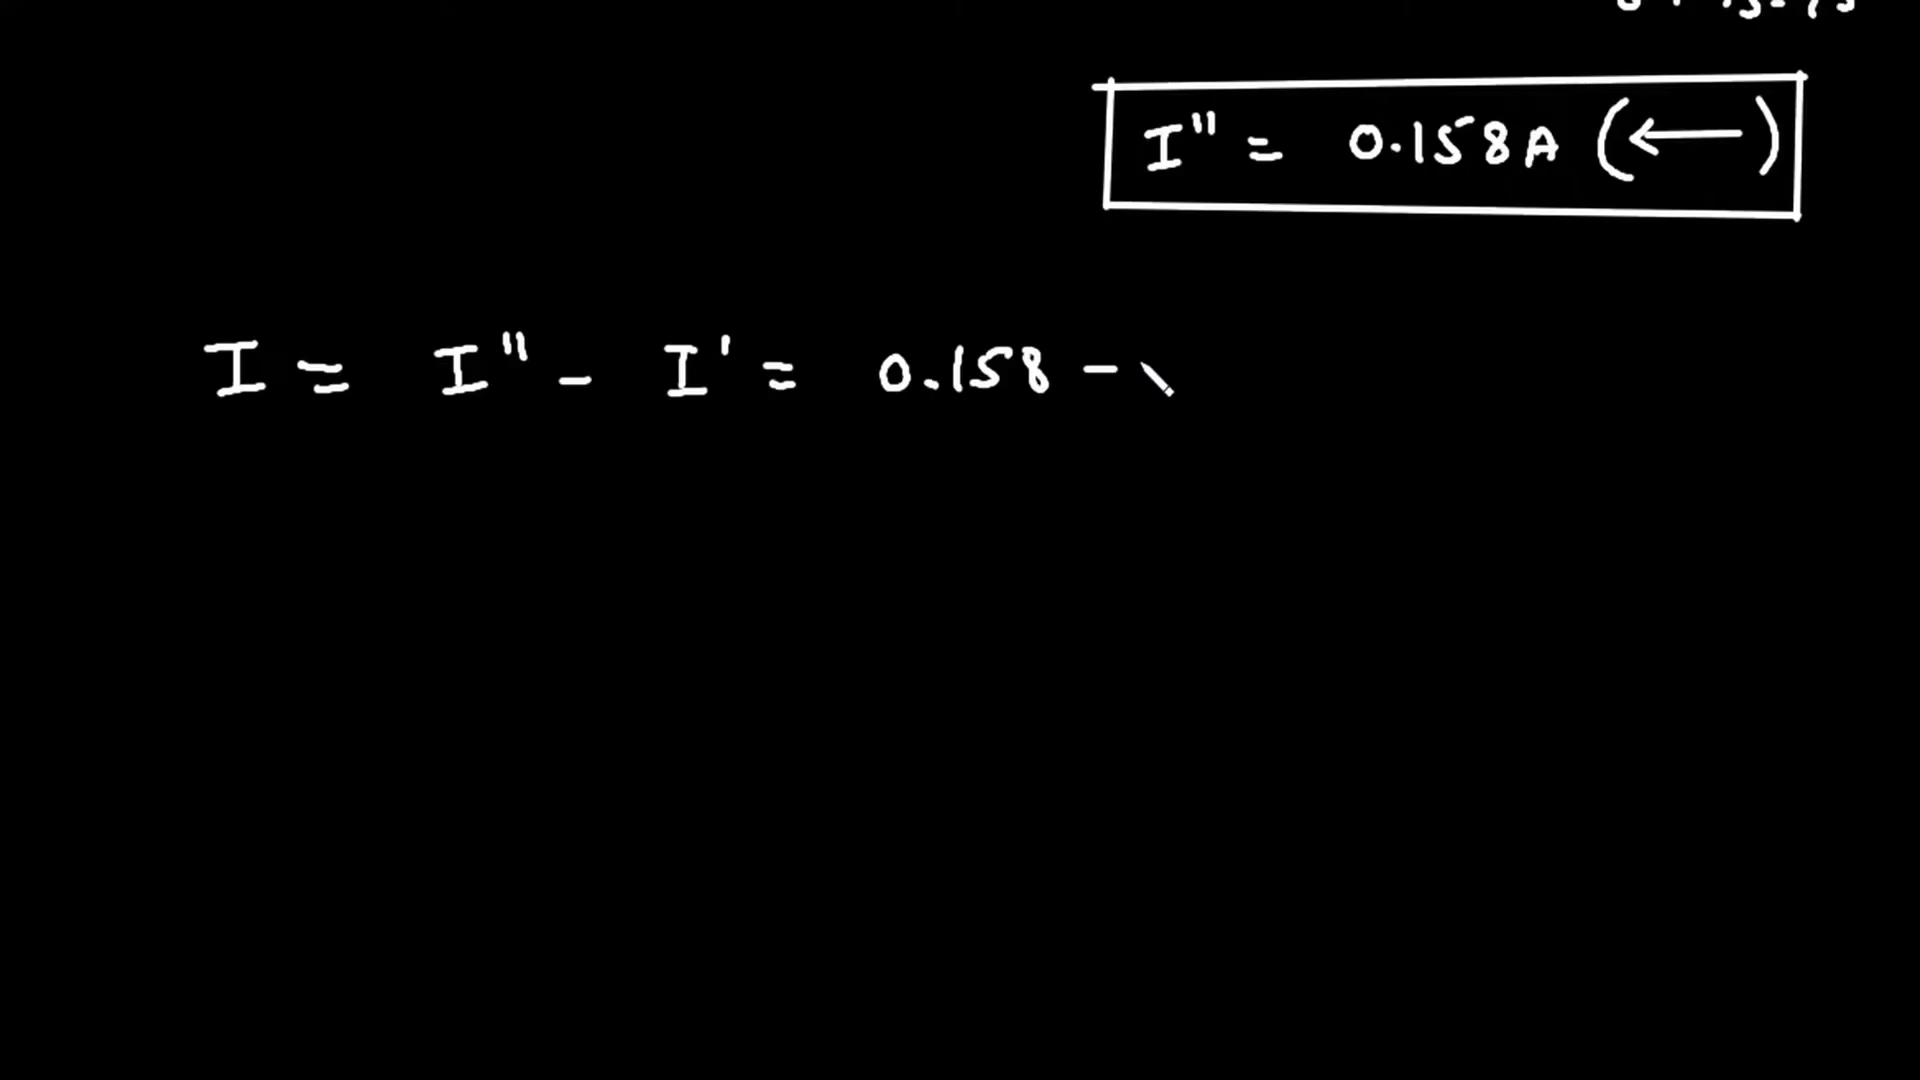 I" = 0.158A (←)
I = I" - I' = 0.158 -